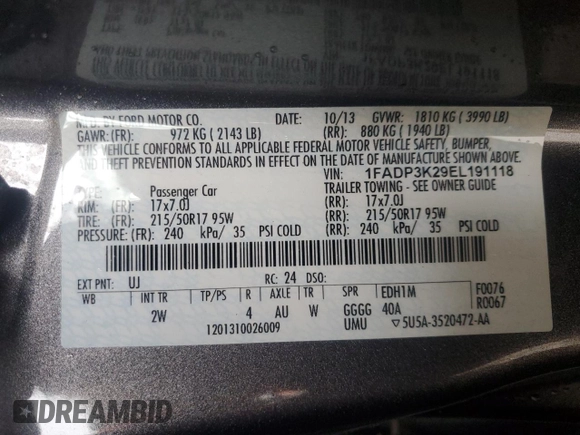 MFD. BY FORD MOTOR CO. DATE: 10/13 GVWR: 1810 KG ( 3990 LB)
GAWR: (FR): 972 KG ( 2143 LB) (RR): 880 KG ( 1940 LB)
THIS VEHICLE CONFORMS TO ALL APPLICABLE FEDERAL MOTOR VEHICLE SAFETY, BUMPER,
AND THEFT PREVENTION STANDARDS IN EFFECT ON THE DATE OF MANUFACTURE SHOWN ABOVE.
VIN: 1FADP3K29EL191118
TYPE: Passenger Car TRAILER TOWING - SEE OWNER GUIDE
RIM: (FR): 17x7.0J (RR): 17x7.0J
TIRE: (FR): 215/50R17 95W (RR): 215/50R17 95W
PRESSURE: (FR): 240 kPa/ 35 PSI COLD (RR): 240 kPa/ 35 PSI COLD
EXT PNT: UJ RC: 24 DSO:
WB INT TR TP/PS R AXLE TR SPR EDH1M F0076
2W 4 AU W GGGG 40A R0067
1201310026009 UMU ▽5U5A-3520472-AA
DREAMBID